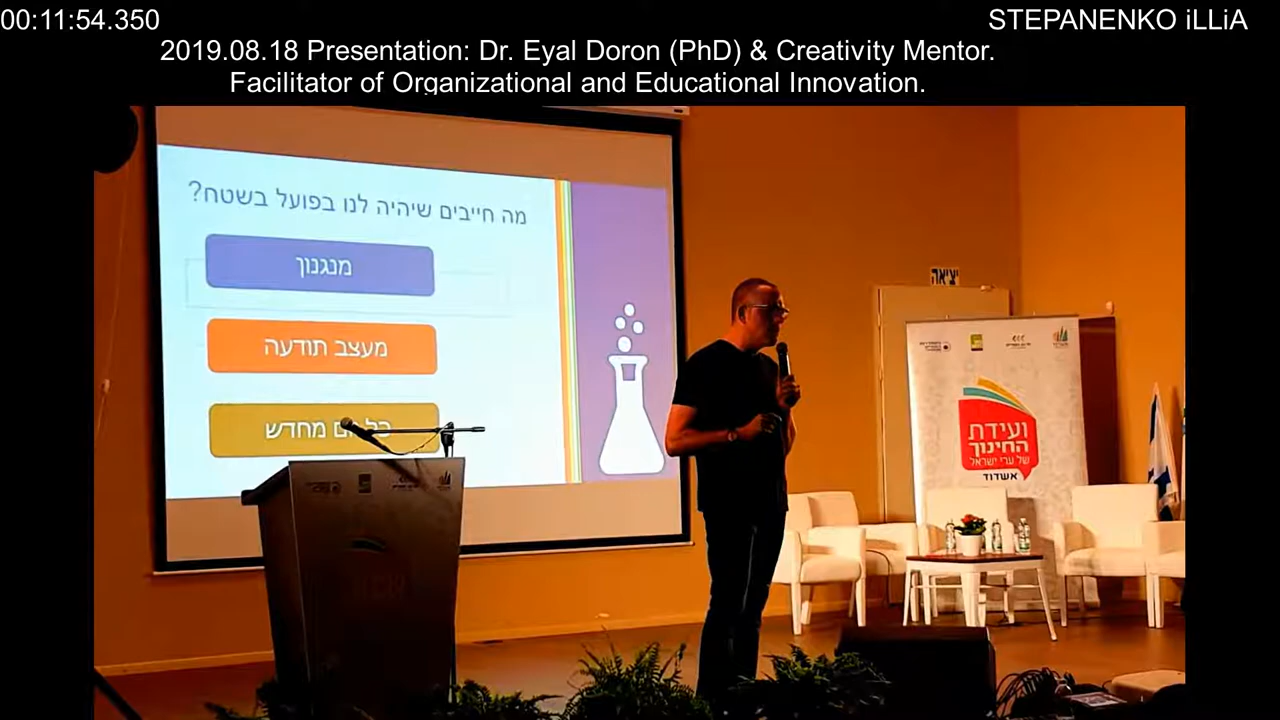 00:11:54.350
STEPANENKO iLLiA
2019.08.18 Presentation: Dr. Eyal Doron (PhD) & Creativity Mentor.
Facilitator of Organizational and Educational Innovation.
מה חייבים שיהיה לנו בפועל בשטח?
מנגנון
מעצב תודעה
מחדש
יציאה
ועידת
החינוך
של ערי ישראל
אשדוד